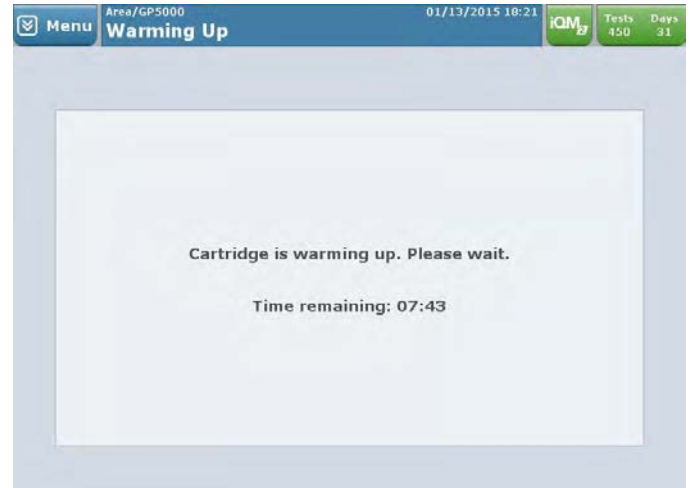 Menu
Area/GP5000
01/13/2015 18:21
Warming Up
iQM2
Tests Days
450 31
Cartridge is warming up. Please wait.
Time remaining: 07:43